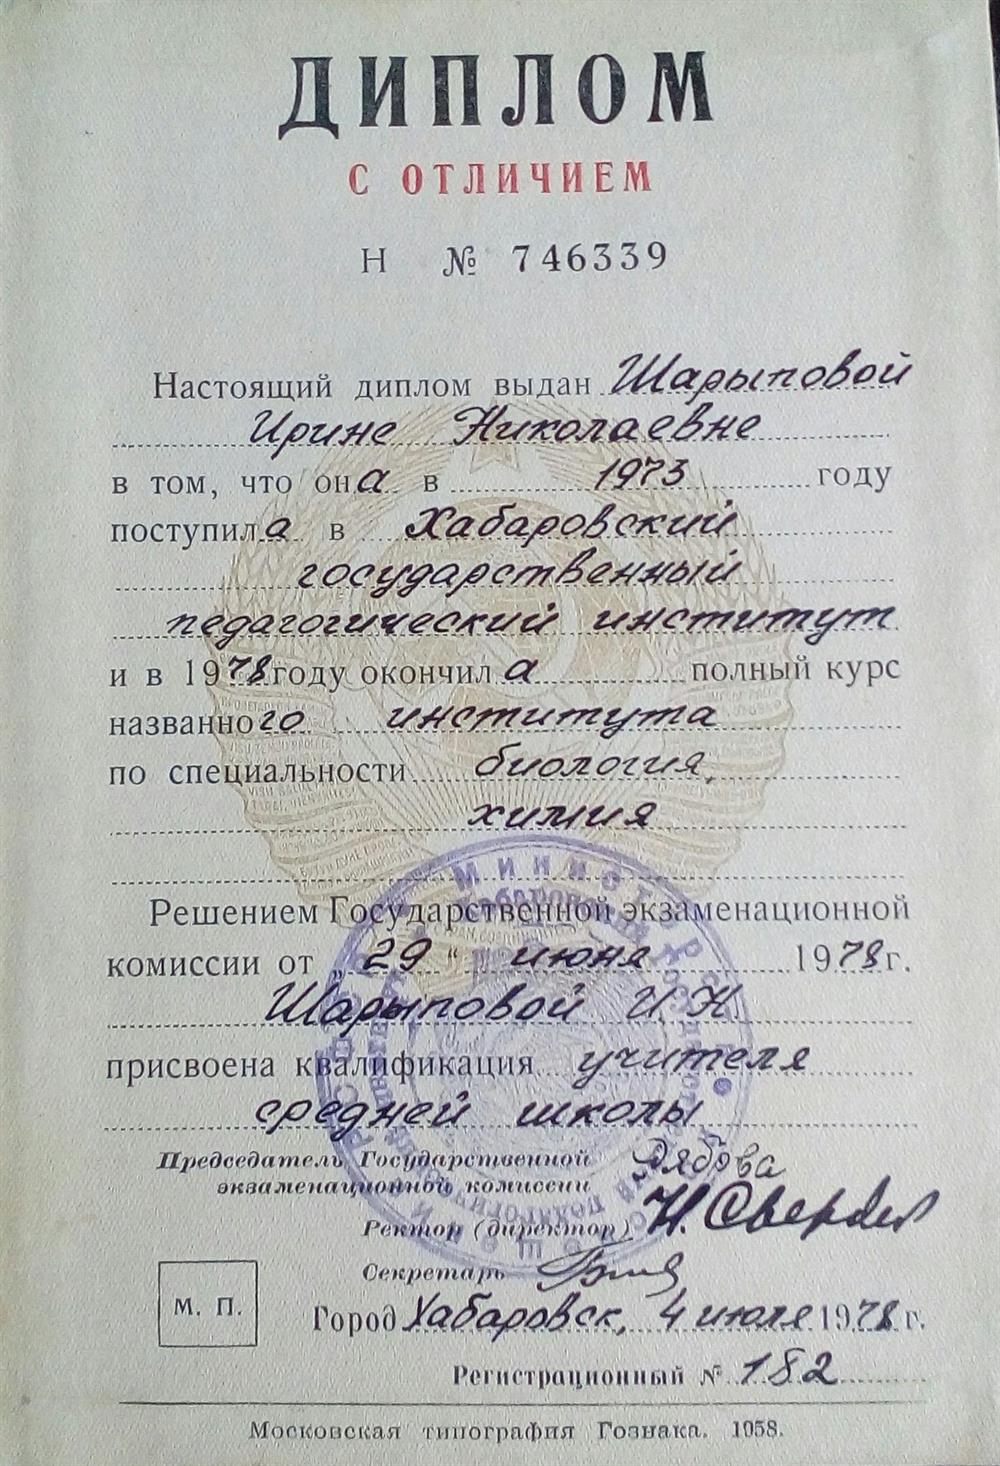 ДИПЛОМ
С ОТЛИЧИЕМ
Н № 746339
Настоящий диплом выдан Шарыповой
Ирине Николаевне
в том, что она в 1973 году
поступила в Хабаровский
государственный
педагогический институт
и в 1978 году окончила полный курс
названного института
по специальности биология,
химия
Решением Государственной экзаменационной
комиссии от „29“ июня 1978 г.
Шарыповой И.Н.
присвоена квалификация учителя
средней школы
Председатель Государственной
экзаменационной комиссии
Ректор (директор)
Секретарь
М. П.
Город Хабаровск, 4 июля 1978 г.
Регистрационный № 182
Московская типография Гознака. 1958.